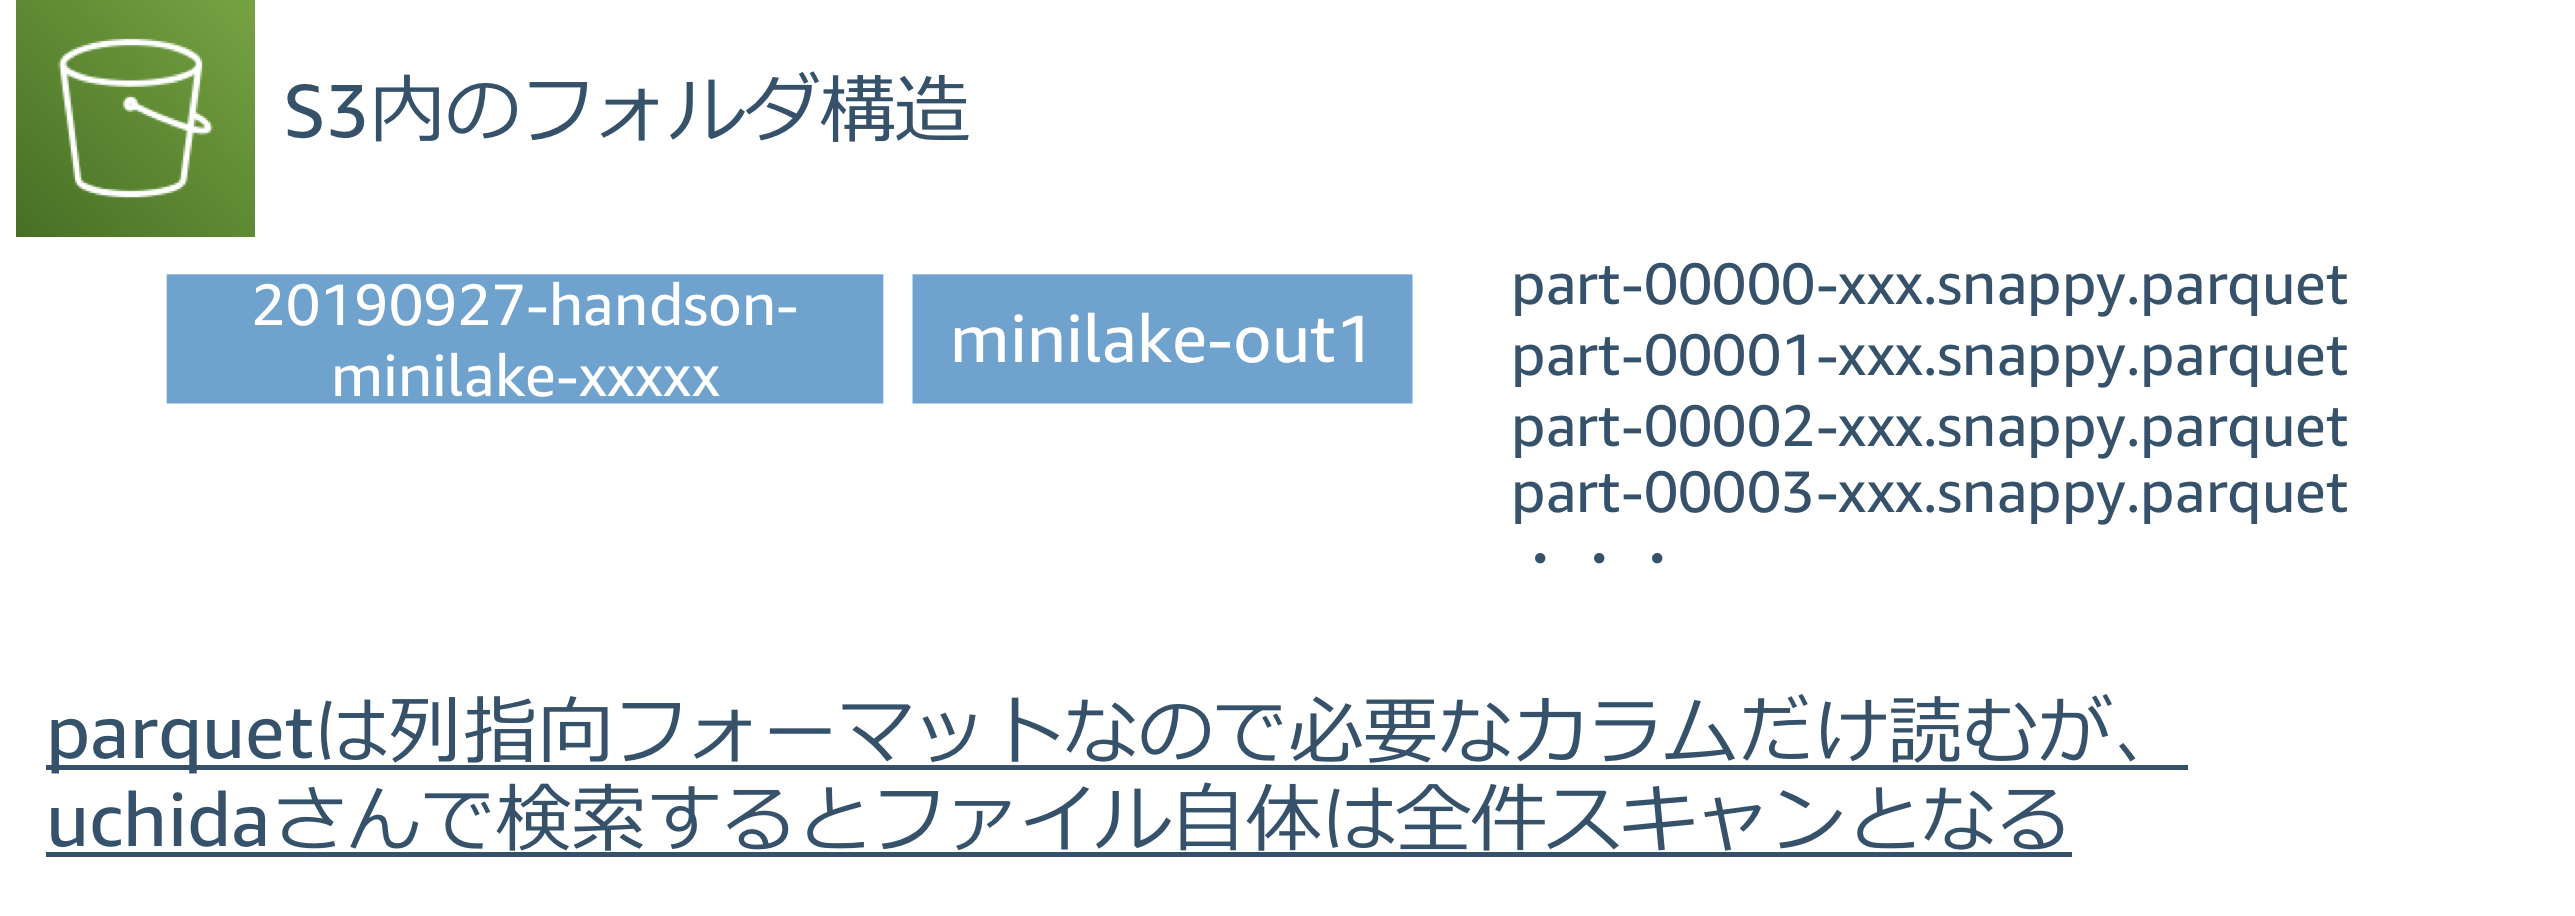 S3内のフォルダ構造
20190927-handson-
minilake-xxxxx
minilake-out1
part-00000-xxx.snappy.parquet
part-00001-xxx.snappy.parquet
part-00002-xxx.snappy.parquet
part-00003-xxx.snappy.parquet
・・・
parquetは列指向フォーマットなので必要なカラムだけ読むが、
uchidaさんで検索するとファイル自体は全件スキャンとなる